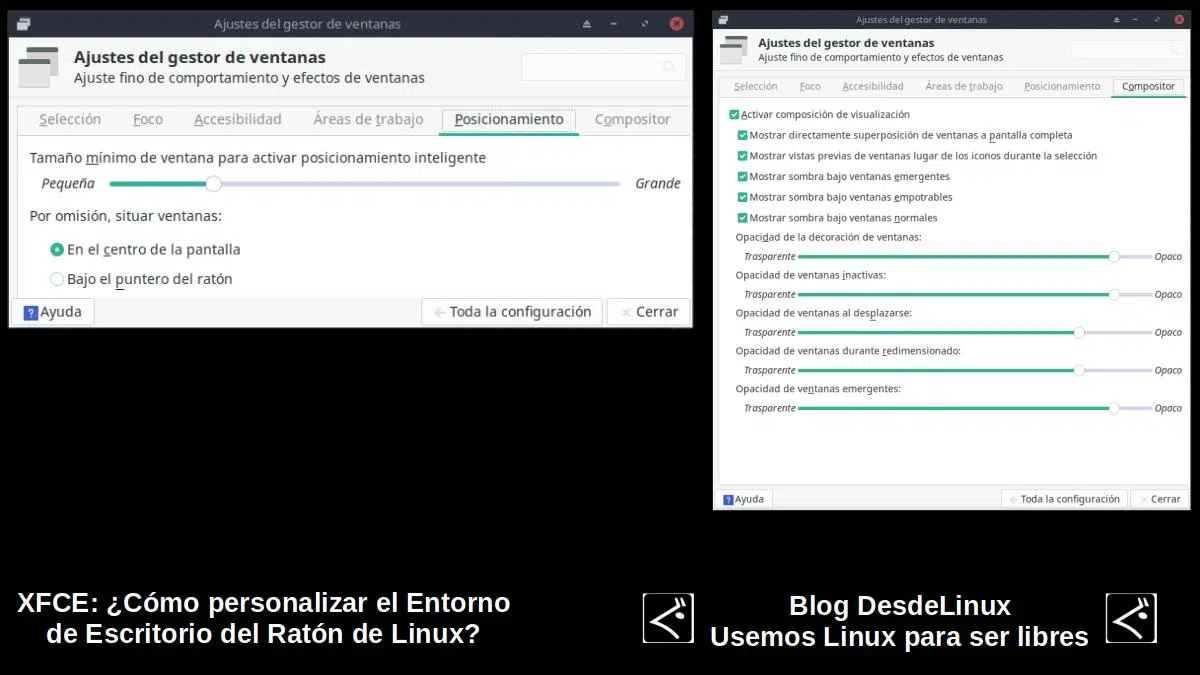 Ajustes del gestor de ventanas
Ajustes del gestor de ventanas
Ajuste fino de comportamiento y efectos de ventanas
Selección Foco Accesibilidad Áreas de trabajo Posicionamiento Compositor
Tamaño mínimo de ventana para activar posicionamiento inteligente
Pequeña Grande
Por omisión, situar ventanas:
En el centro de la pantalla
Bajo el puntero del ratón
? Ayuda Toda la configuración Cerrar
Ajustes del gestor de ventanas
Ajustes del gestor de ventanas
Ajuste fino de comportamiento y efectos de ventanas
Selección Foco Accesibilidad Áreas de trabajo Posicionamiento Compositor
Activar composición de visualización
Mostrar directamente superposición de ventanas a pantalla completa
Mostrar vistas previas de ventanas lugar de los iconos durante la selección
Mostrar sombra bajo ventanas emergentes
Mostrar sombra bajo ventanas empotrables
Mostrar sombra bajo ventanas normales
Opacidad de la decoración de ventanas:
Trasparente Opaco
Opacidad de ventanas inactivas:
Trasparente Opaco
Opacidad de ventanas al desplazarse:
Trasparente Opaco
Opacidad de ventanas durante redimensionado:
Trasparente Opaco
Opacidad de ventanas emergentes:
Trasparente Opaco
? Ayuda Toda la configuración Cerrar
XFCE: ¿Cómo personalizar el Entorno
de Escritorio del Ratón de Linux?
Blog DesdeLinux
Usemos Linux para ser libres